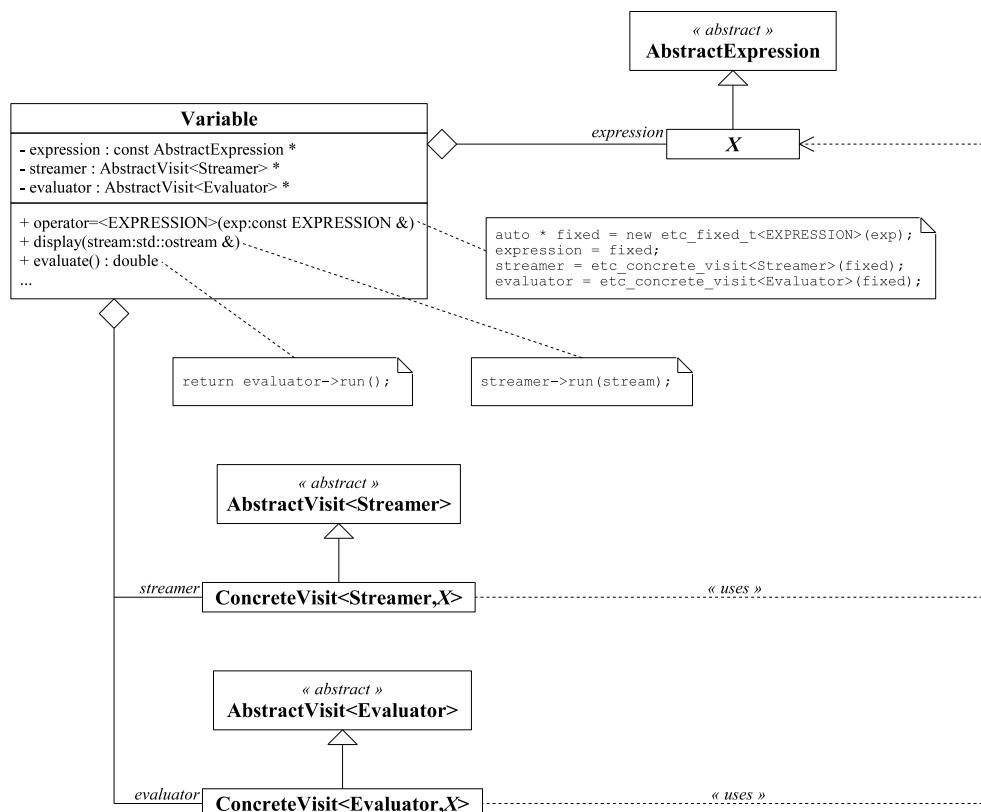 « abstract »
AbstractExpression
Variable
- expression : const AbstractExpression *
- streamer : AbstractVisit<Streamer> *
- evaluator : AbstractVisit<Evaluator> *
expression
X
+ operator=<EXPRESSION>(exp:const EXPRESSION &)
+ display(stream:std::ostream &)
+ evaluate() : double
...
auto * fixed = new etc_fixed_t<EXPRESSION>(exp);
expression = fixed;
streamer = etc_concrete_visit<Streamer>(fixed);
evaluator = etc_concrete_visit<Evaluator>(fixed);
return evaluator->run();
streamer->run(stream);
« abstract »
AbstractVisit<Streamer>
streamer
ConcreteVisit<Streamer,X>
« uses »
« abstract »
AbstractVisit<Evaluator>
evaluator
ConcreteVisit<Evaluator,X>
« uses »